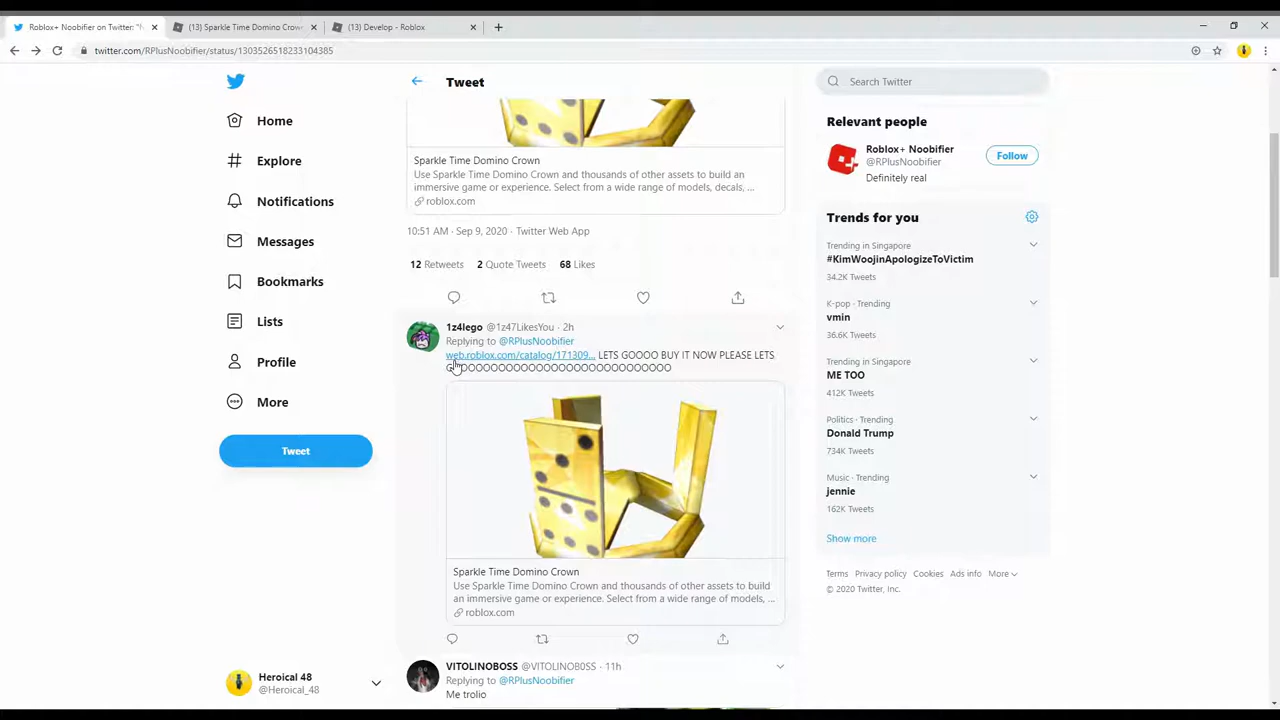 Roblox+ Noobifier on Twitter: "N
(13) Sparkle Time Domino Crown
(13) Develop - Roblox
twitter.com/RPlusNoobifier/status/1303526518233104385
Home
Explore
Notifications
Messages
Bookmarks
Lists
Profile
More
Tweet
Heroical 48
@Heroical_48
Tweet
Sparkle Time Domino Crown
Use Sparkle Time Domino Crown and thousands of other assets to build an
immersive game or experience. Select from a wide range of models, decals, ...
roblox.com
10:51 AM · Sep 9, 2020 · Twitter Web App
12 Retweets 2 Quote Tweets 68 Likes
1z4lego @1z47LikesYou · 2h
Replying to @RPlusNoobifier
web.roblox.com/catalog/171309... LETS GOOOO BUY IT NOW PLEASE LETS
GOOOOOOOOOOOOOOOOOOOOOOOOOOOO
Sparkle Time Domino Crown
Use Sparkle Time Domino Crown and thousands of other assets to build
an immersive game or experience. Select from a wide range of models, ...
roblox.com
VITOLINOBOSS @VITOLINOB0SS · 11h
Replying to @RPlusNoobifier
Me trolio
Search Twitter
Relevant people
Roblox+ Noobifier
@RPlusNoobifier
Follow
Definitely real
Trends for you
Trending in Singapore
#KimWoojinApologizeToVictim
34.2K Tweets
K-pop · Trending
vmin
36.6K Tweets
Trending in Singapore
ME TOO
412K Tweets
Politics · Trending
Donald Trump
734K Tweets
Music · Trending
jennie
162K Tweets
Show more
Terms Privacy policy Cookies Ads info More
© 2020 Twitter, Inc.